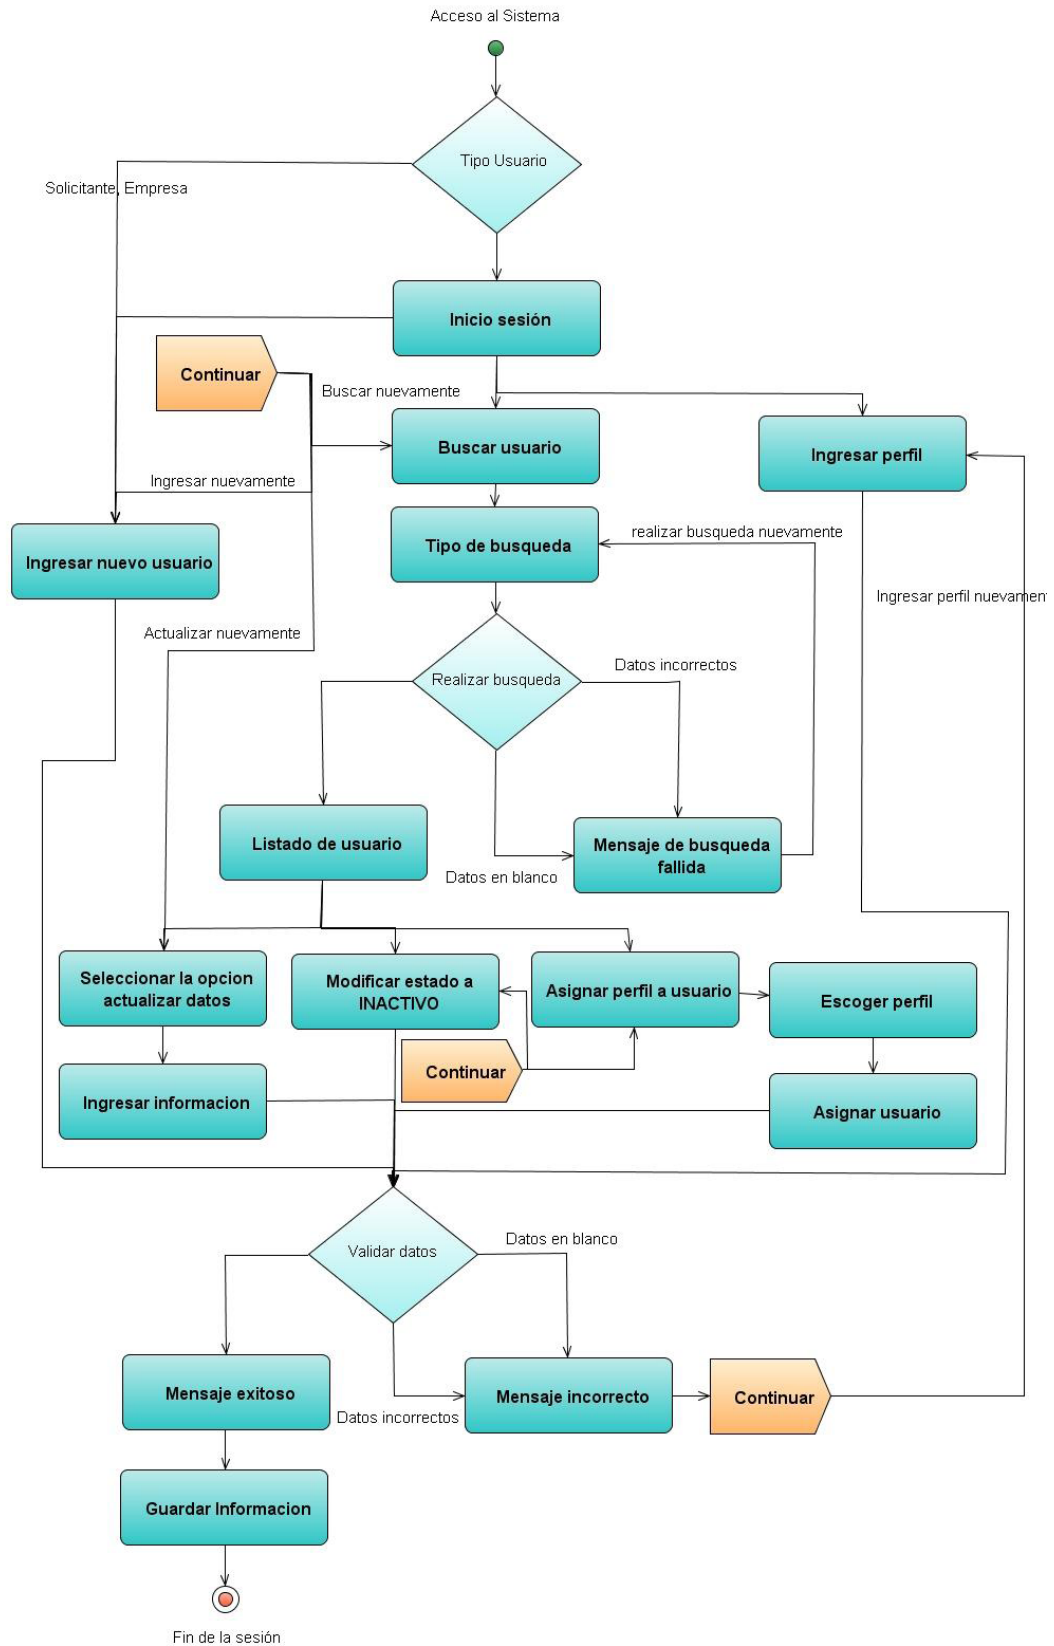 Acceso al Sistema
Tipo Usuario
Solicitante, Empresa
Inicio sesión
Continuar
Buscar nuevamente
Buscar usuario
Ingresar perfil
Ingresar nuevamente
Ingresar nuevo usuario
Tipo de busqueda
realizar busqueda nuevamente
Ingresar perfil nuevament
Actualizar nuevamente
Realizar busqueda
Datos incorrectos
Listado de usuario
Mensaje de busqueda
fallida
Datos en blanco
Seleccionar la opcion
actualizar datos
Modificar estado a
INACTIVO
Asignar perfil a usuario
Escoger perfil
Continuar
Ingresar informacion
Asignar usuario
Validar datos
Datos en blanco
Mensaje exitoso
Mensaje incorrecto
Continuar
Datos incorrectos
Guardar Informacion
Fin de la sesión